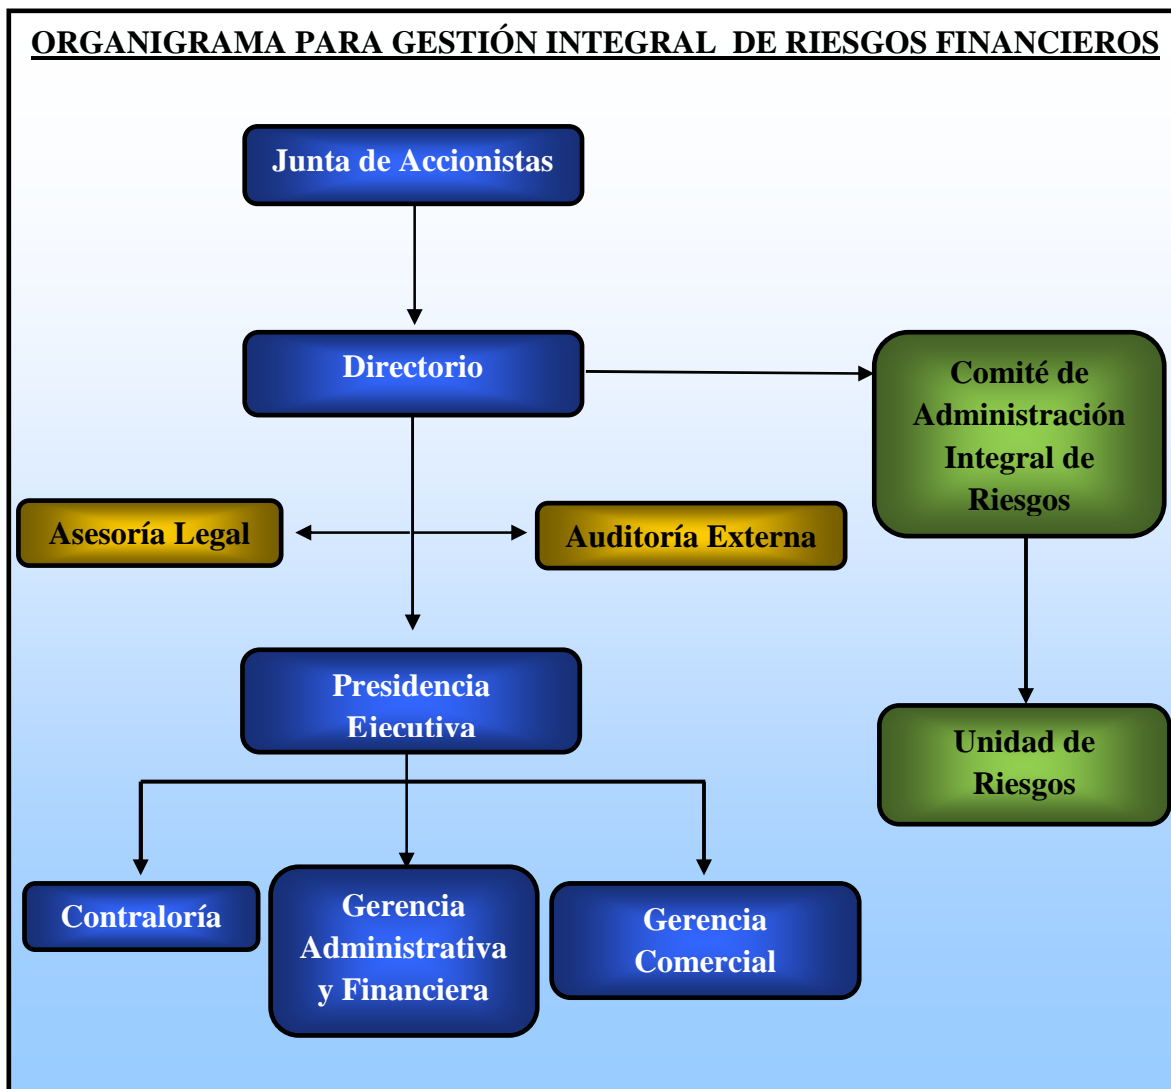 ORGANIGRAMA PARA GESTIÓN INTEGRAL DE RIESGOS FINANCIEROS
Junta de Accionistas
Directorio
Comité de
Administración
Integral de
Riesgos
Asesoría Legal
Auditoría Externa
Presidencia
Ejecutiva
Unidad de
Riesgos
Contraloría
Gerencia
Administrativa
y Financiera
Gerencia
Comercial